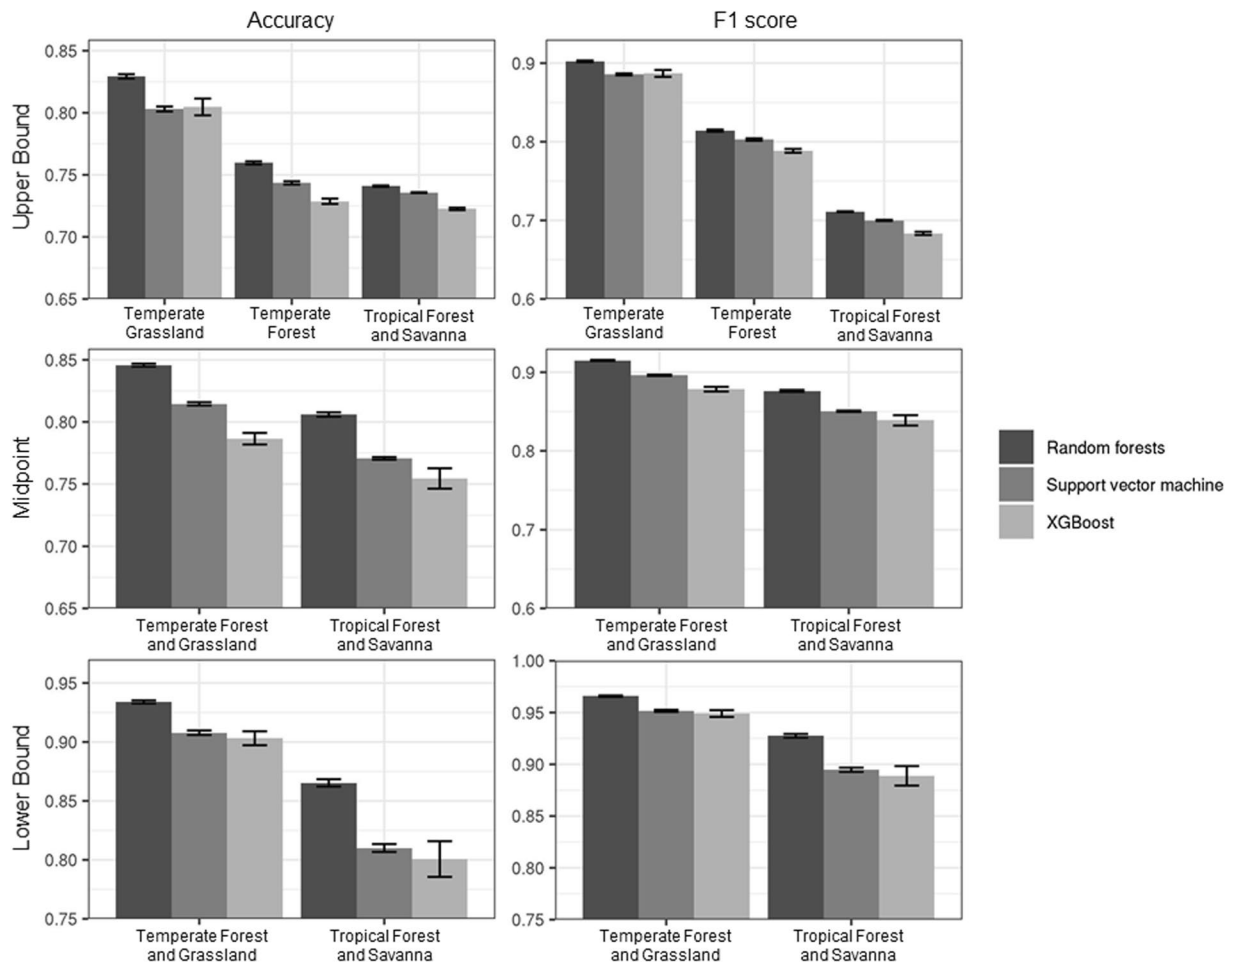 Accuracy
F1 score
Upper Bound
0.85
0.80
0.75
0.70
0.65
Temperate
Grassland
Temperate
Forest
Tropical Forest
and Savanna
0.9
0.8
0.7
0.6
Temperate
Grassland
Temperate
Forest
Tropical Forest
and Savanna
Midpoint
0.85
0.80
0.75
0.70
0.65
Temperate Forest
and Grassland
Tropical Forest
and Savanna
0.9
0.8
0.7
0.6
Temperate Forest
and Grassland
Tropical Forest
and Savanna
Random forests
Support vector machine
XGBoost
Lower Bound
0.95
0.90
0.85
0.80
0.75
Temperate Forest
and Grassland
Tropical Forest
and Savanna
1.00
0.95
0.90
0.85
0.80
0.75
Temperate Forest
and Grassland
Tropical Forest
and Savanna